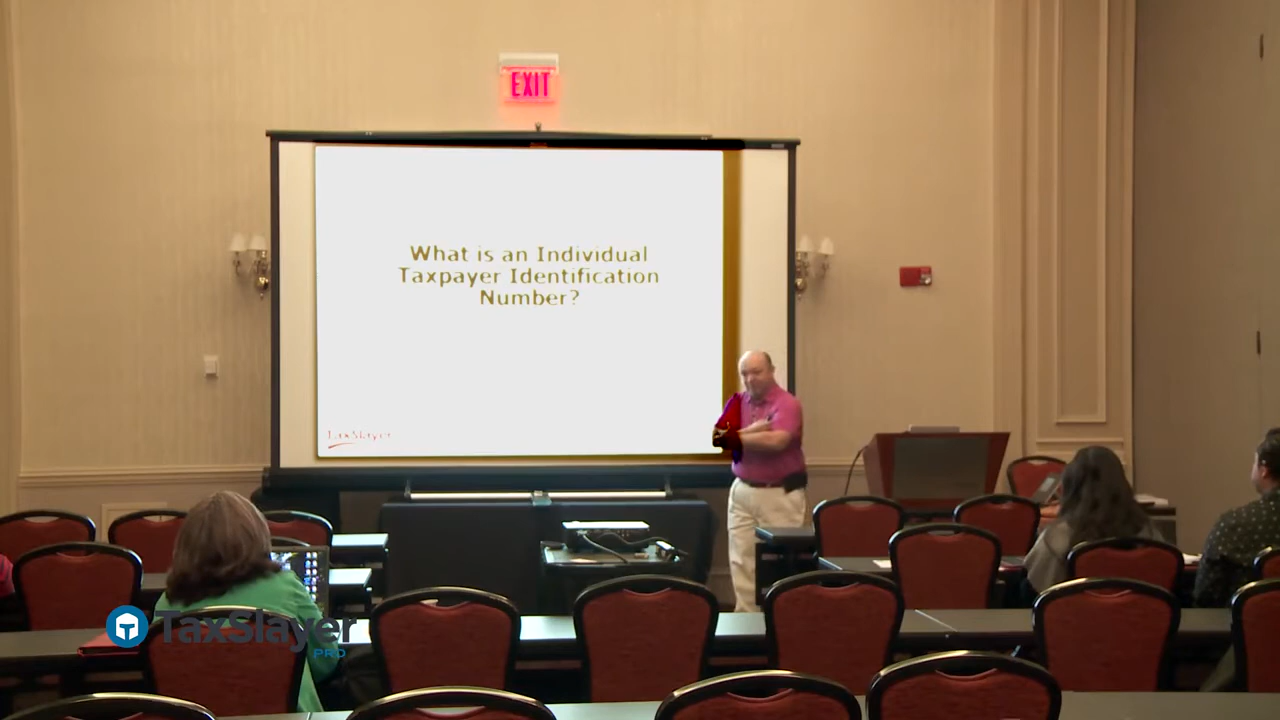 EXIT
What is an Individual
Taxpayer Identification
Number?
TaxSlayer
TaxSlayer
PRO